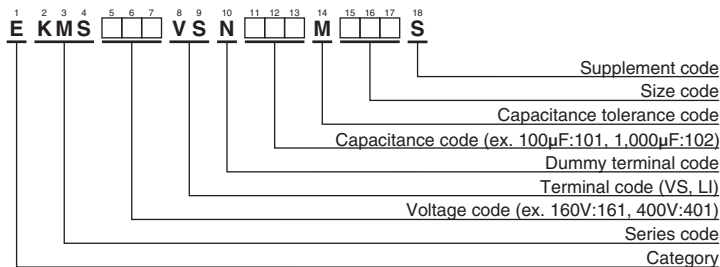 1 2 3 4 5 6 7 8 9 10 11 12 13 14 15 16 17 18
E KMS VS N M S
Supplement code
Size code
Capacitance tolerance code
Capacitance code (ex. 100µF:101, 1,000µF:102)
Dummy terminal code
Terminal code (VS, LI)
Voltage code (ex. 160V:161, 400V:401)
Series code
Category